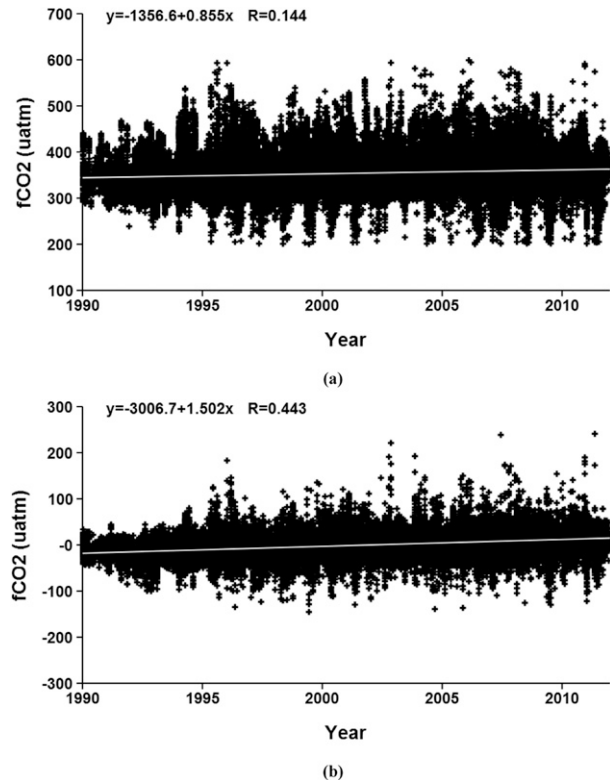 y=-1356.6+0.855x R=0.144
700
600
500
400
300
200
100
fCO2 (uatm)
1990 1995 2000 2005 2010
Year
(a)
y=-3006.7+1.502x R=0.443
300
200
100
-0
-100
-200
-300
fCO2 (uatm)
1990 1995 2000 2005 2010
Year
(b)